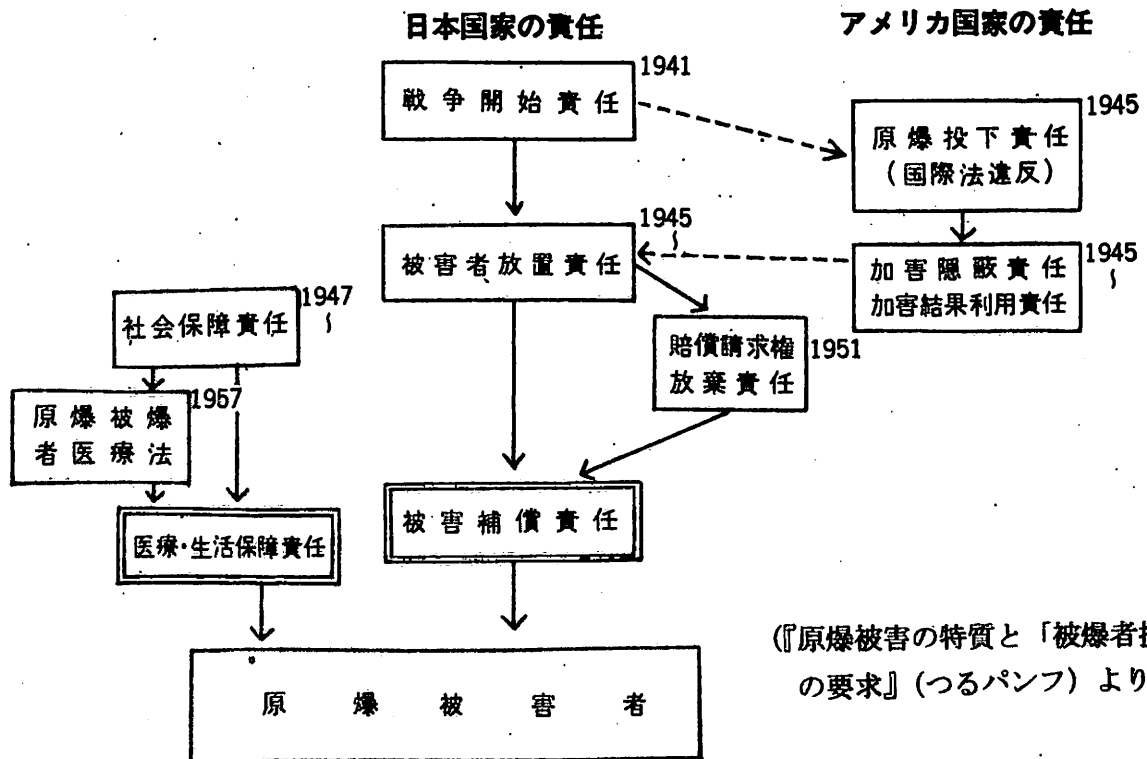 日本国家の責任
アメリカ国家の責任
1941
戦争開始責任
1945
原爆投下責任
(国際法違反)
1945
〜
被害者放置責任
1945
〜
加害隠蔽責任
加害結果利用責任
1947
〜
社会保障責任
賠償請求権
放棄責任
1951
1957
原爆被爆
者医療法
被害補償責任
医療・生活保障責任
原爆被害者
(『原爆被害の特質と「被爆者
の要求』(つるパンフ)より